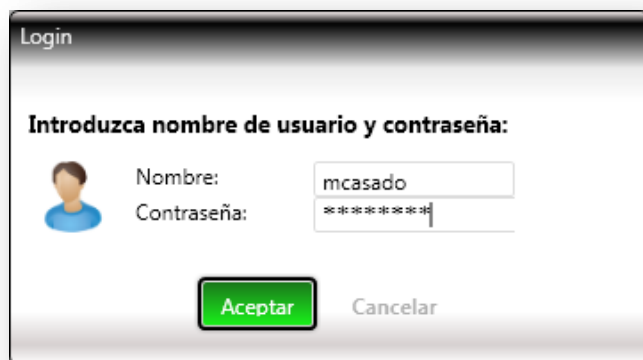 Login
Introduzca nombre de usuario y contraseña:
Nombre: mcasado
Contraseña: ********
Aceptar Cancelar